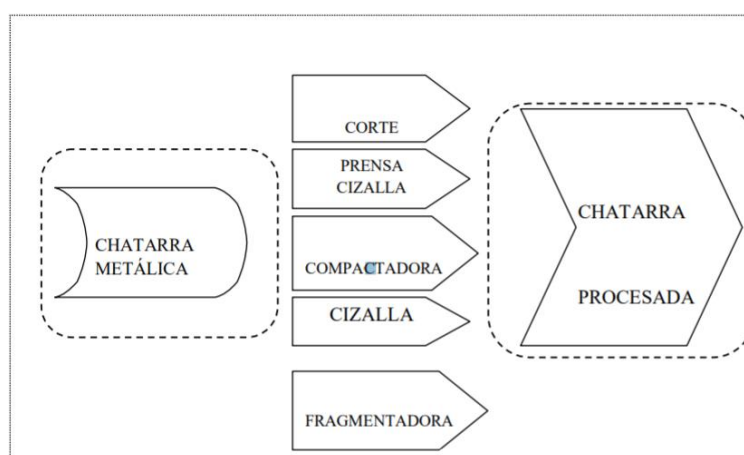 CHATARRA
METÁLICA
CORTE
PRENSA
CIZALLA
COMPACTADORA
CIZALLA
FRAGMENTADORA
CHATARRA
PROCESADA